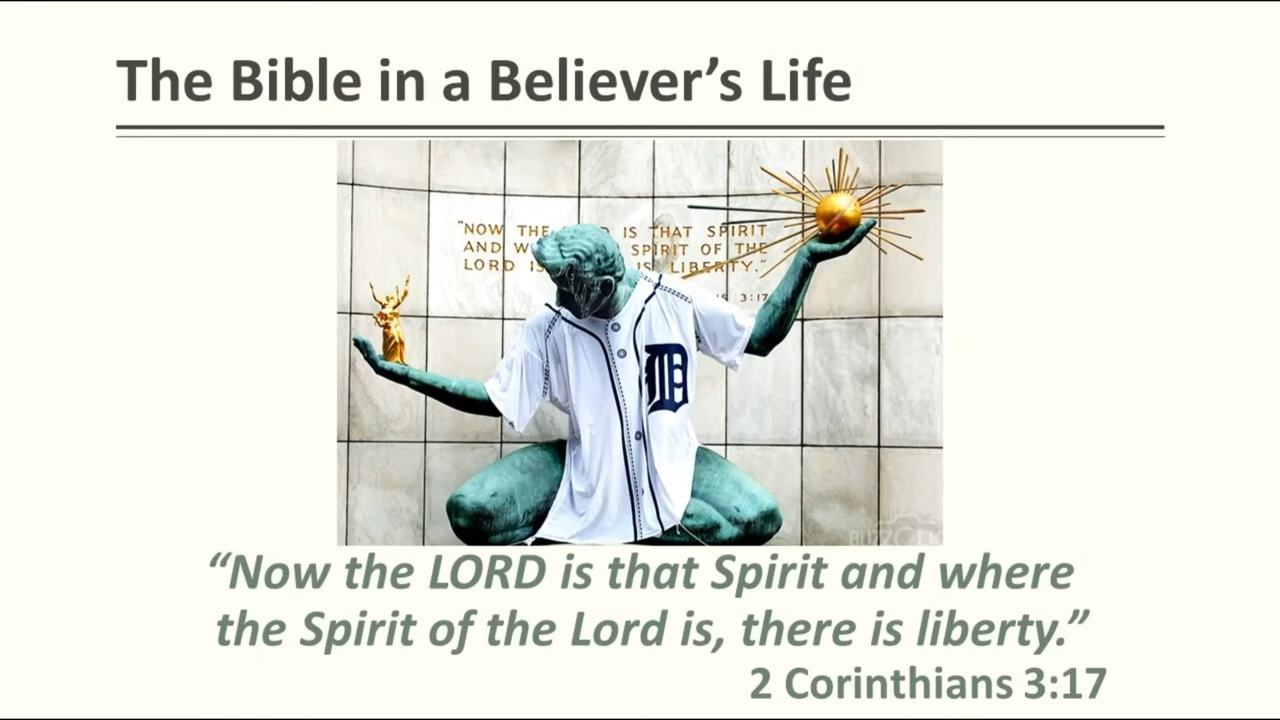 The Bible in a Believer’s Life
"NOW THE IS THAT SPIRIT
AND SPIRIT OF THE
LORD IS LIBERTY."
3:17
D
“Now the LORD is that Spirit and where
the Spirit of the Lord is, there is liberty.”
2 Corinthians 3:17